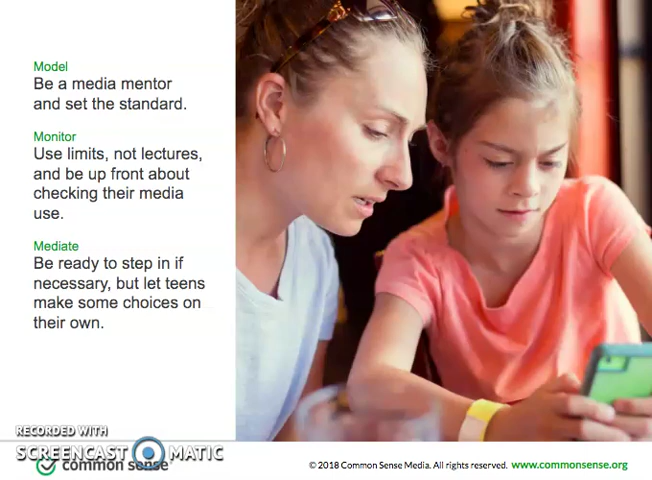 Model
Be a media mentor
and set the standard.
Monitor
Use limits, not lectures,
and be up front about
checking their media
use.
Mediate
Be ready to step in if
necessary, but let teens
make some choices on
their own.
RECORDED WITH
SCREENCAST MATIC
common sense®
© 2018 Common Sense Media. All rights reserved. www.commonsense.org